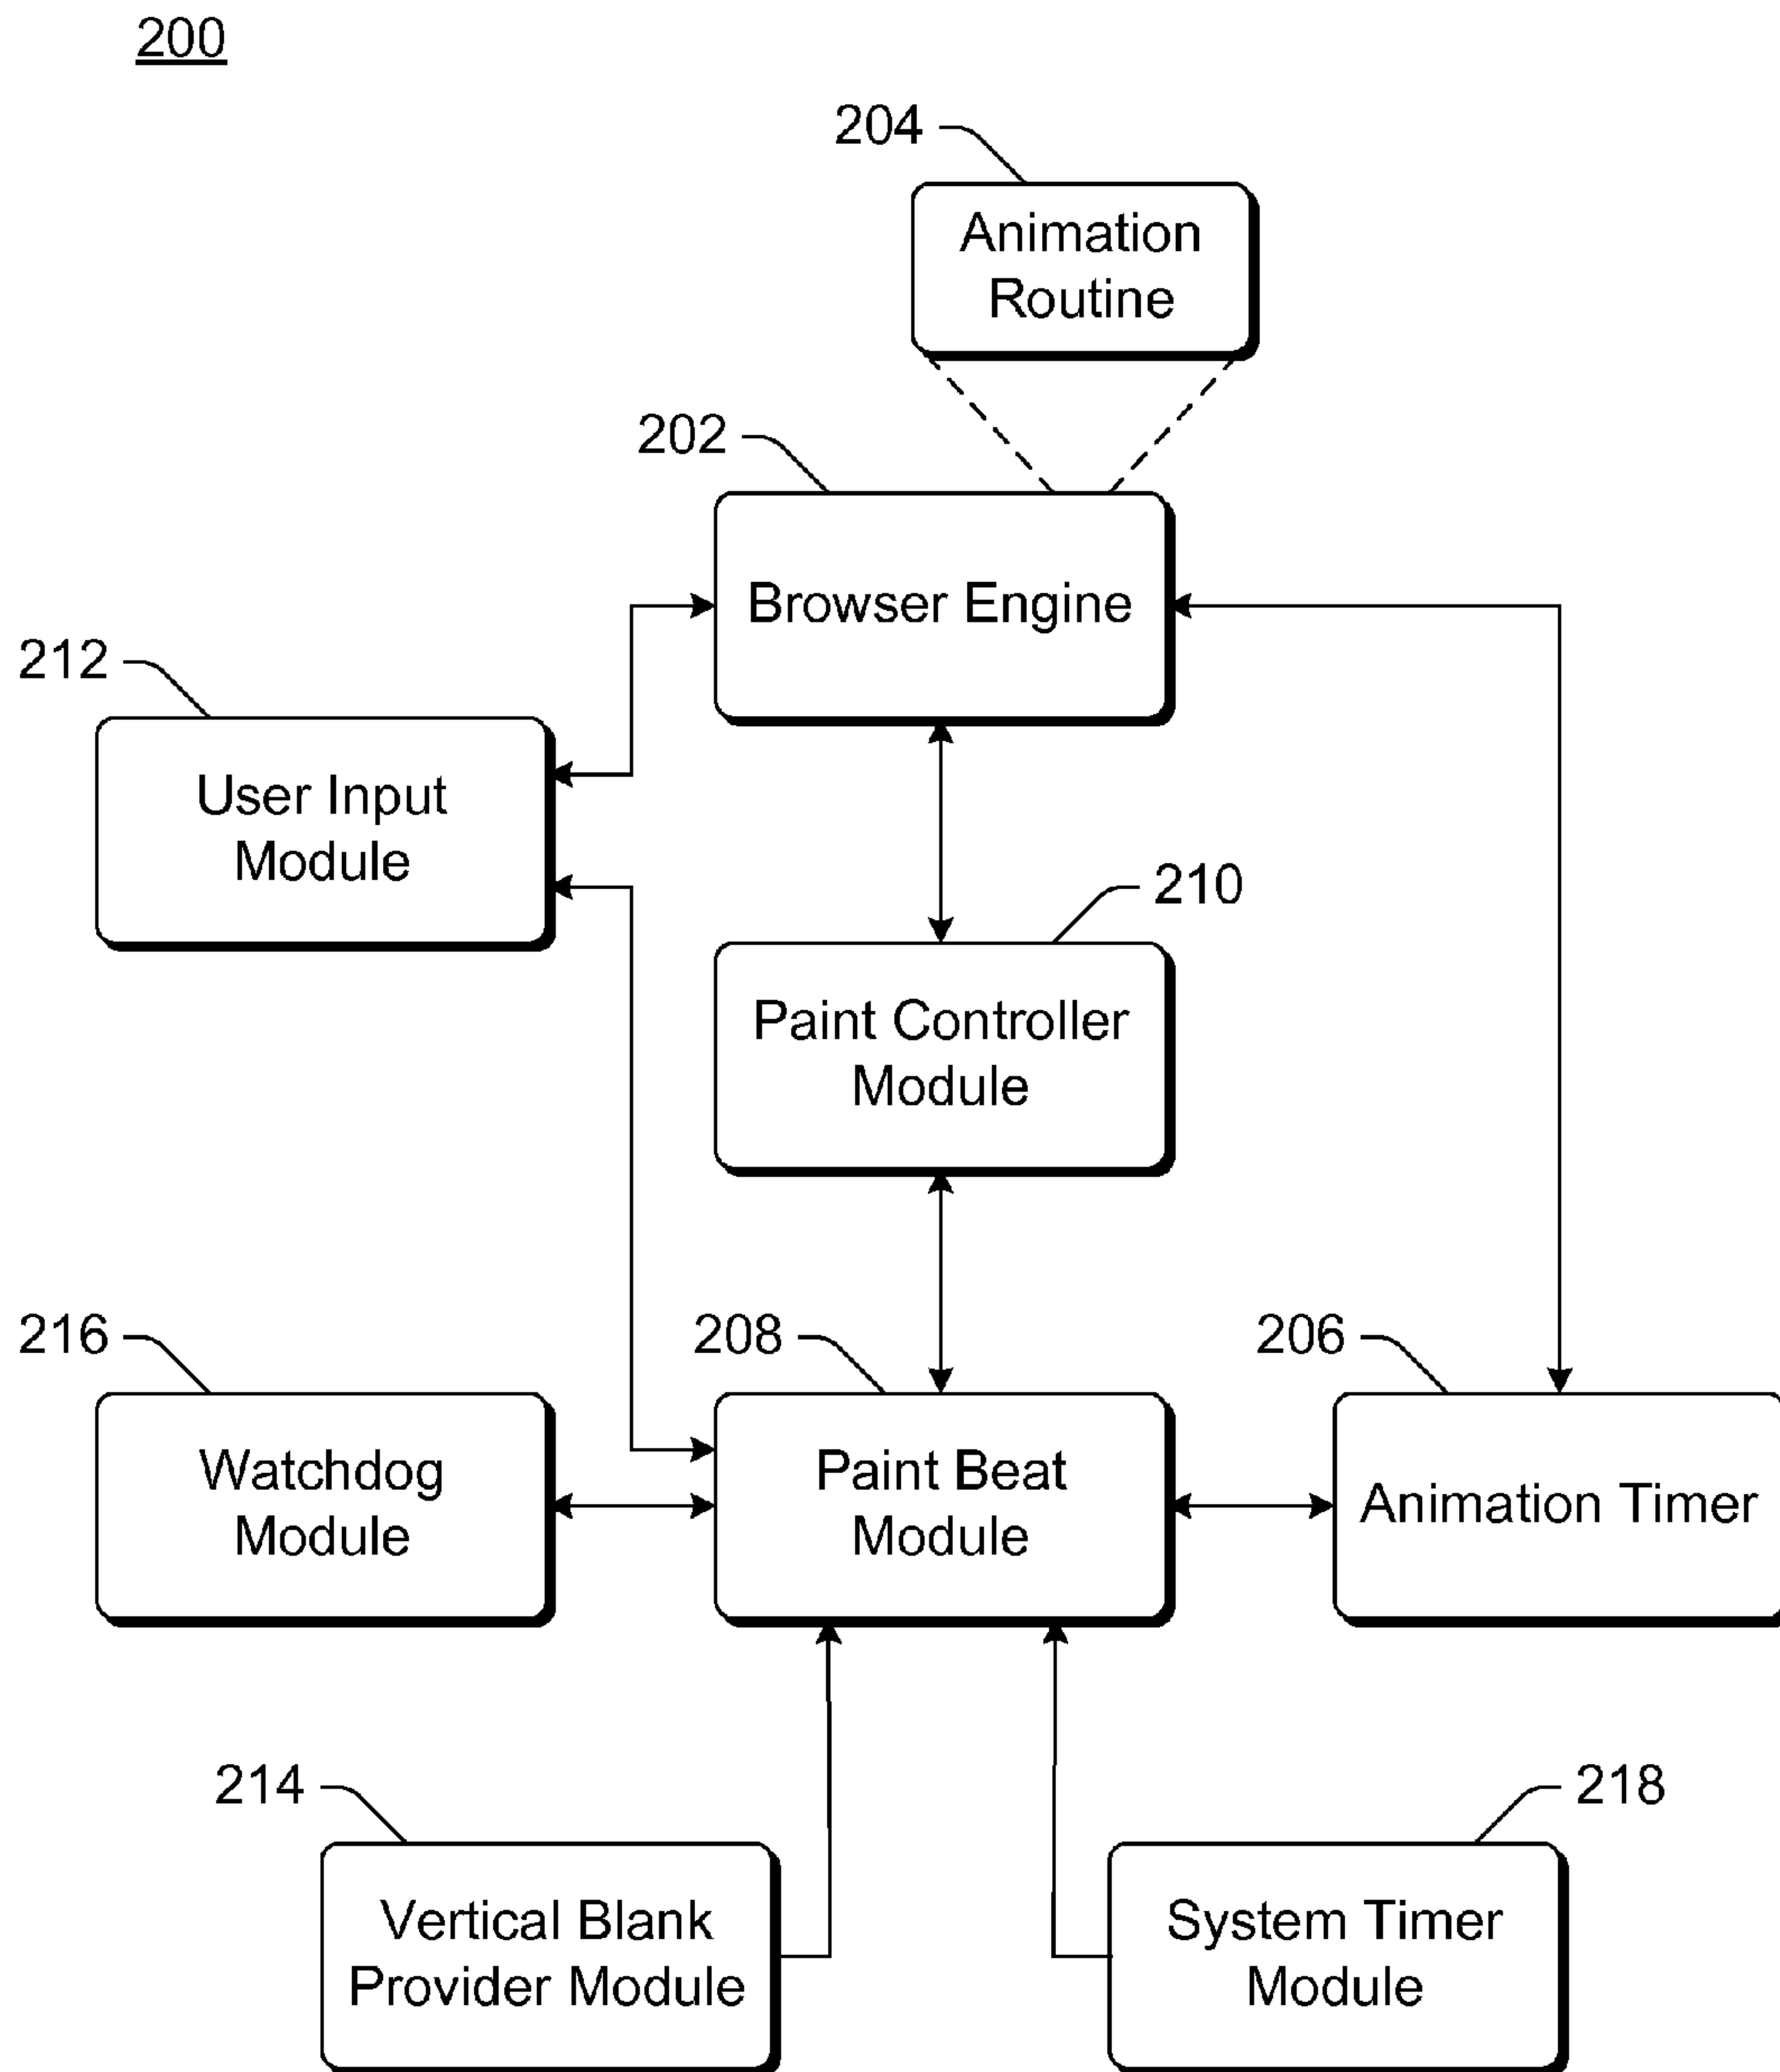 200
204
Animation
Routine
202
Browser Engine
212
User Input
Module
210
Paint Controller
Module
216
208
206
Watchdog
Module
Paint Beat
Module
Animation Timer
214
218
Vertical Blank
Provider Module
System Timer
Module